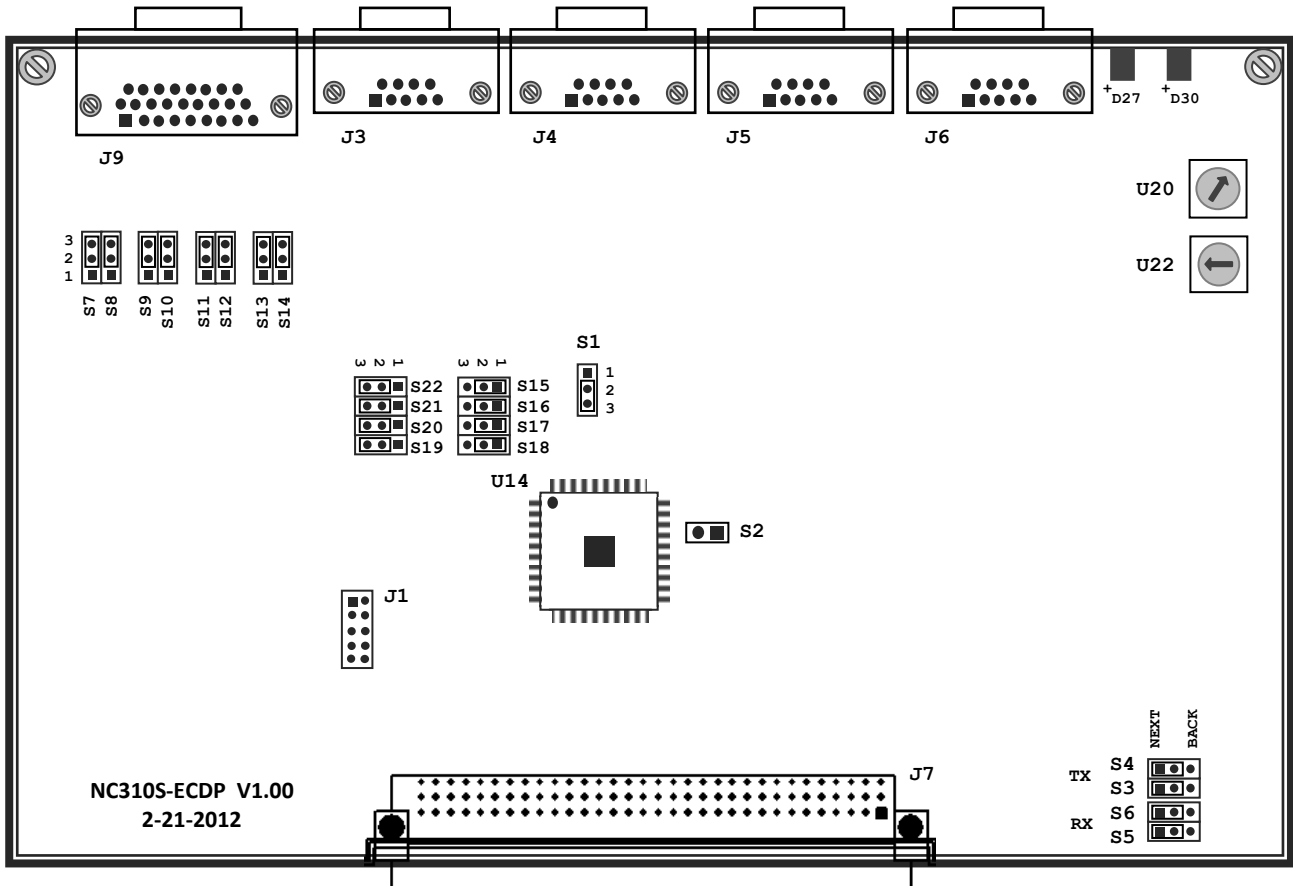 +D27 +D30
J9 J3 J4 J5 J6
U20
U22
3
2
1
S7 S8 S9 S10 S11 S12 S13 S14
S1
1
2
3
3 2 1
S22
S21
S20
S19
3 2 1
S15
S16
S17
S18
U14
S2
J1
J7
NEXT BACK
TX S4
S3
RX S6
S5
NC310S-ECDP V1.00
2-21-2012